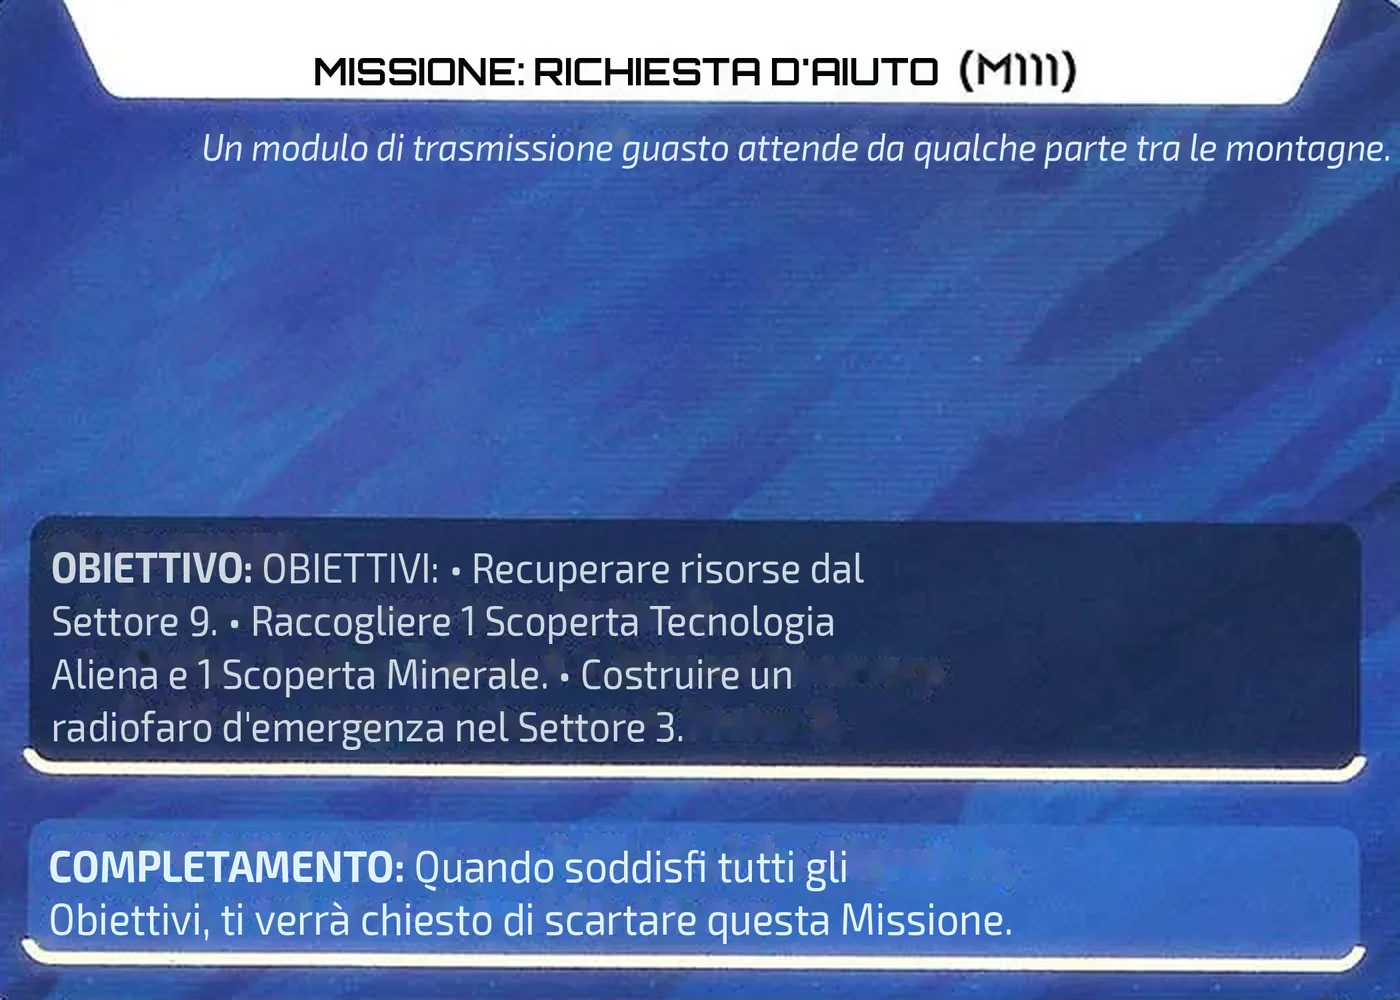 MISSIONE: RICHIESTA D'AIUTO (M111)
Un modulo di trasmissione guasto attende da qualche parte tra le montagne.
OBIETTIVO: OBIETTIVI: • Recuperare risorse dal
Settore 9. • Raccogliere 1 Scoperta Tecnologia
Aliena e 1 Scoperta Minerale. • Costruire un
radiofaro d'emergenza nel Settore 3.
COMPLETAMENTO: Quando soddisfi tutti gli
Obiettivi, ti verrà chiesto di scartare questa Missione.